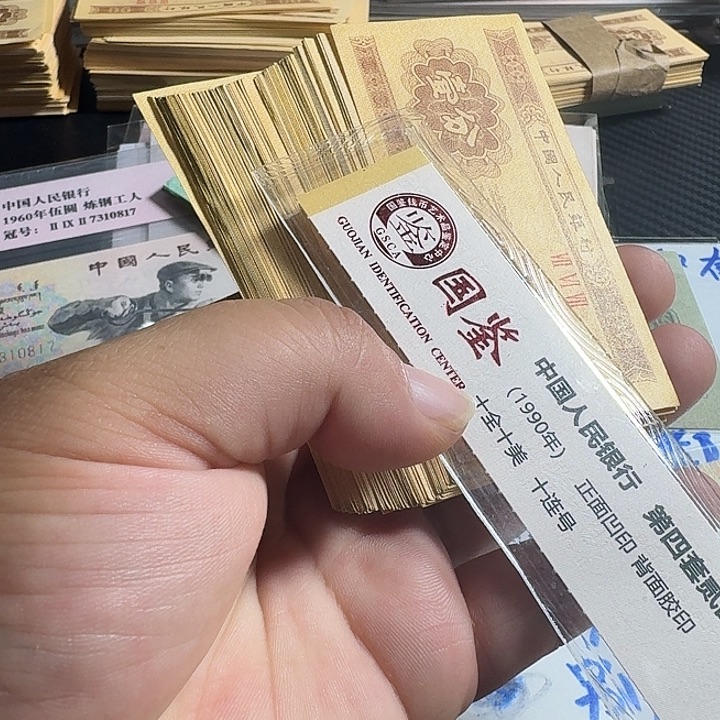 中国人民银行
1960年伍圆 炼钢工人
冠号: Ⅱ Ⅸ Ⅱ 7310817
中國人民
310817
壹分
中国人民银行
鉴
GSCA
国鉴
GUOJIAN IDENTIFICATION CENTER
中国人民银行 第四套贰
(1990年) 正面凹印 背面胶印
十全十美 十连号